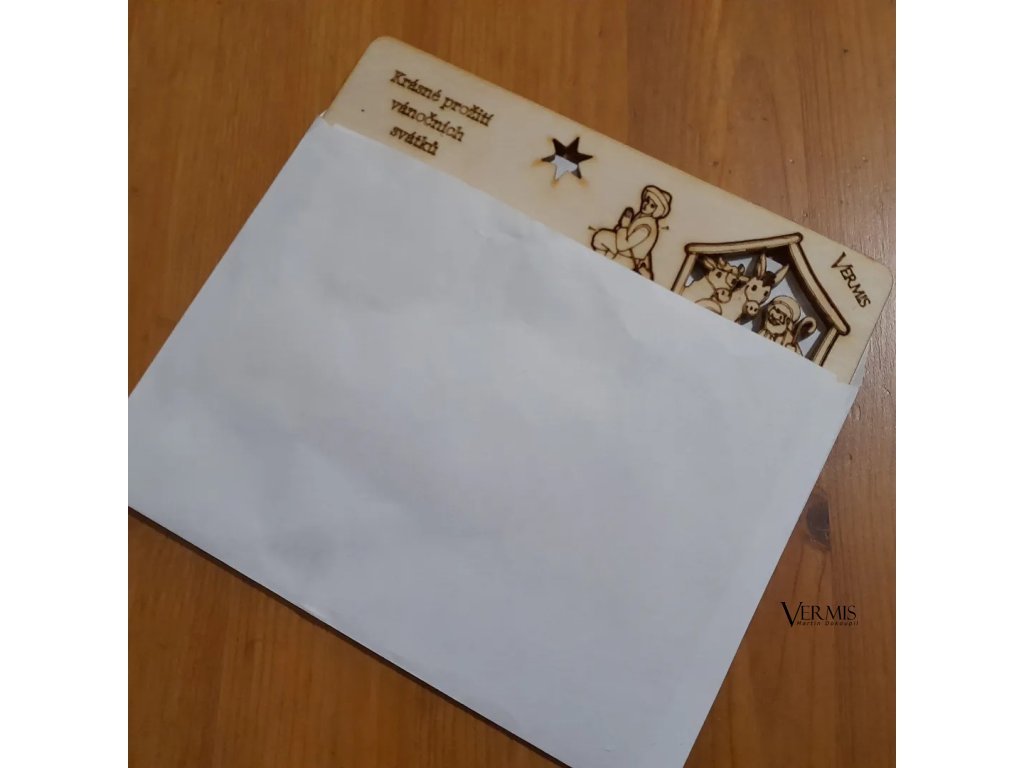 Krásné prožití
vánočních
svátků
VERMIS
VERMIS
Martin Dokoupil